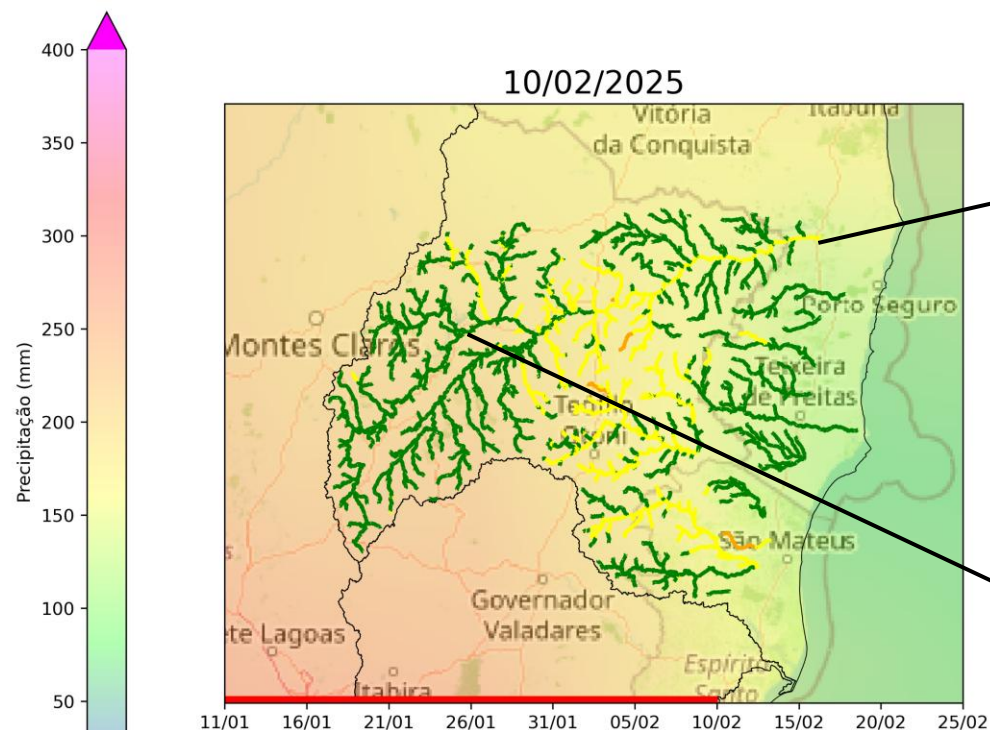 10/02/2025
Precipitação (mm)
400
350
300
250
200
150
100
50
Vitória
da Conquista
Itabuna
Porto Seguro
Montes Claros
Teixeira
de Freitas
Teófilo
Otoni
São Mateus
Governador
Valadares
ete Lagoas
Espírito
Santo
Itabira
11/01 16/01 21/01 26/01 31/01 05/02 10/02 15/02 20/02 25/02